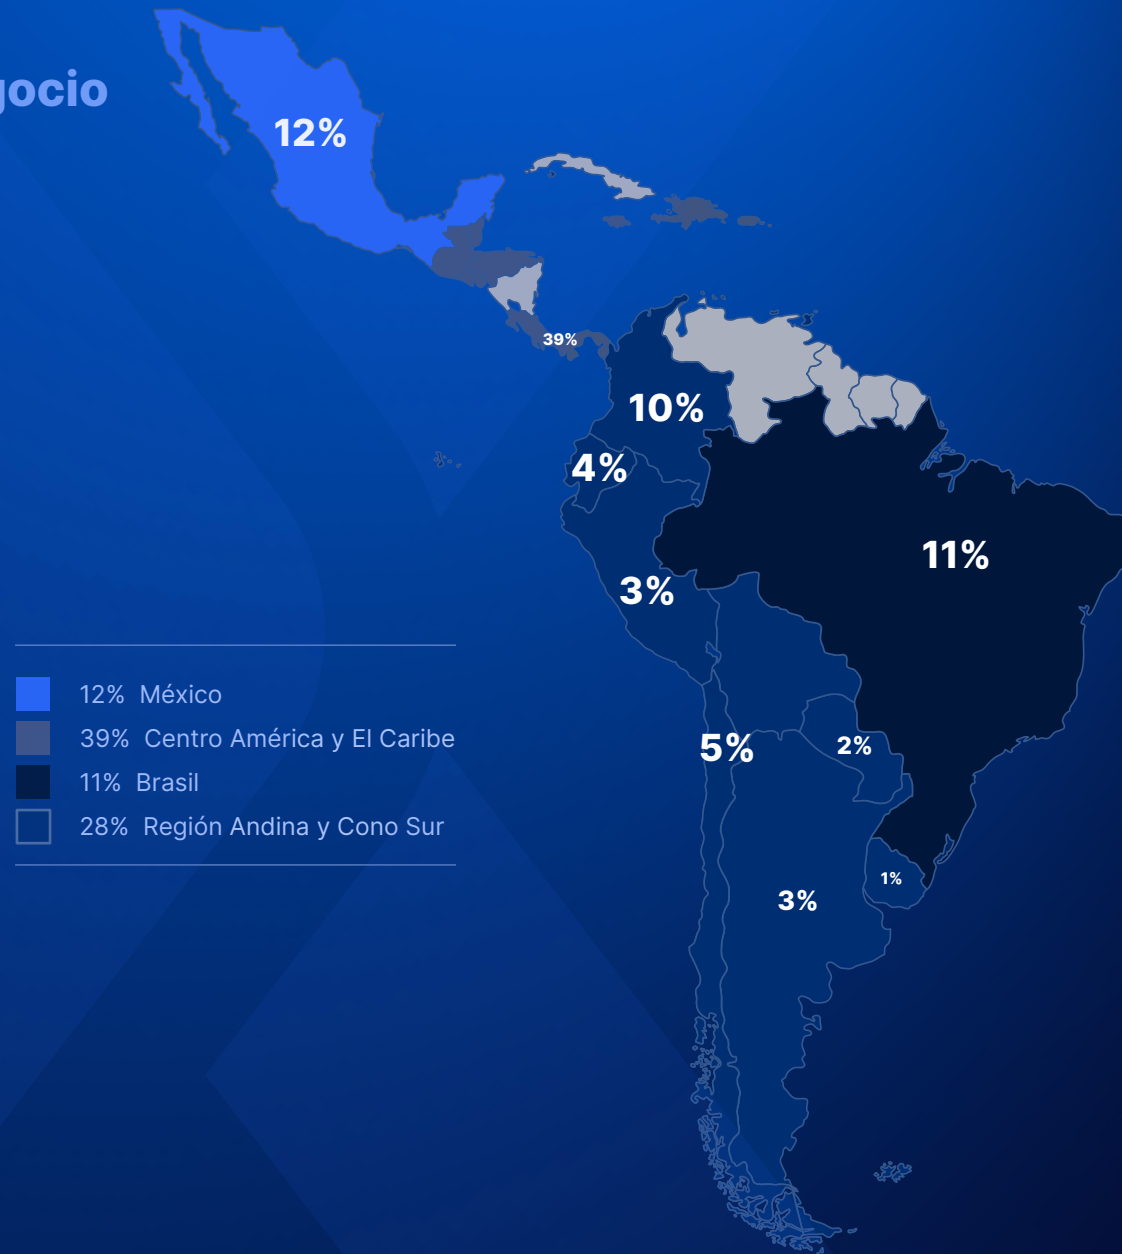 gocio
12%
39%
10%
4%
11%
3%
12% México
39% Centro América y El Caribe
11% Brasil
28% Región Andina y Cono Sur
5%
2%
1%
3%